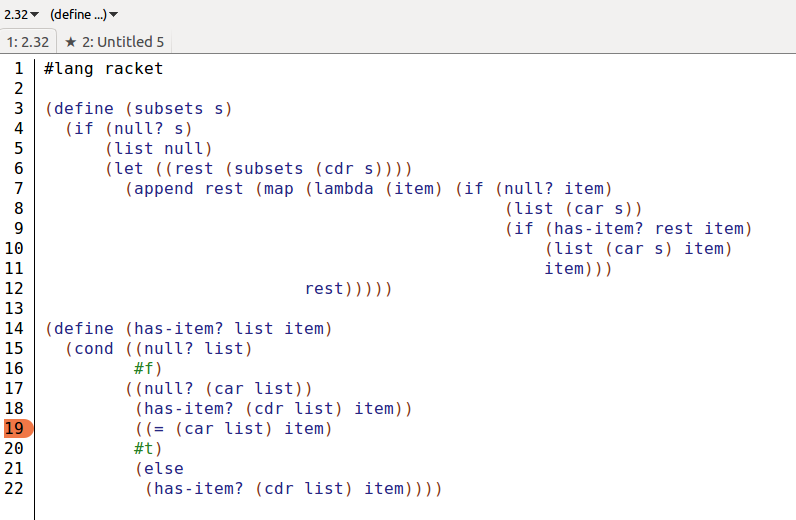 2.32▾ (define ...)▾
1: 2.32 ★ 2: Untitled 5
1 #lang racket
2
3 (define (subsets s)
4   (if (null? s)
5       (list null)
6       (let ((rest (subsets (cdr s))))
7         (append rest (map (lambda (item) (if (null? item)
8                                               (list (car s))
9                                               (if (has-item? rest item)
10                                                  (list (car s) item)
11                                                  item)))
12                           rest)))))
13
14 (define (has-item? list item)
15   (cond ((null? list)
16          #f)
17         ((null? (car list))
18          (has-item? (cdr list) item))
19          ((= (car list) item)
20          #t)
21          (else
22           (has-item? (cdr list) item))))